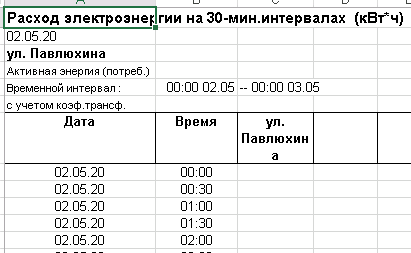 Расход электроэнергии на 30-мин.интервалах (кВт*ч)
02.05.20
ул. Павлюхина
Активная энергия (потреб.)
Временной интервал : 00:00 02.05 -- 00:00 03.05
с учетом коэф.трансф.
Дата Время ул.
Павлюхин
а
02.05.20 00:00
02.05.20 00:30
02.05.20 01:00
02.05.20 01:30
02.05.20 02:00